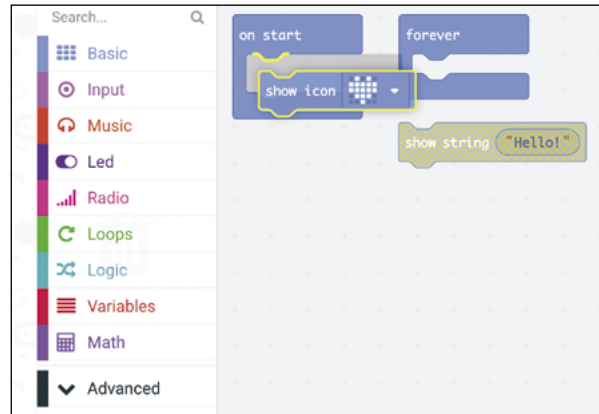 Search...
Basic
Input
Music
Led
Radio
Loops
Logic
Variables
Math
Advanced
on start
show icon
forever
show string "Hello!"